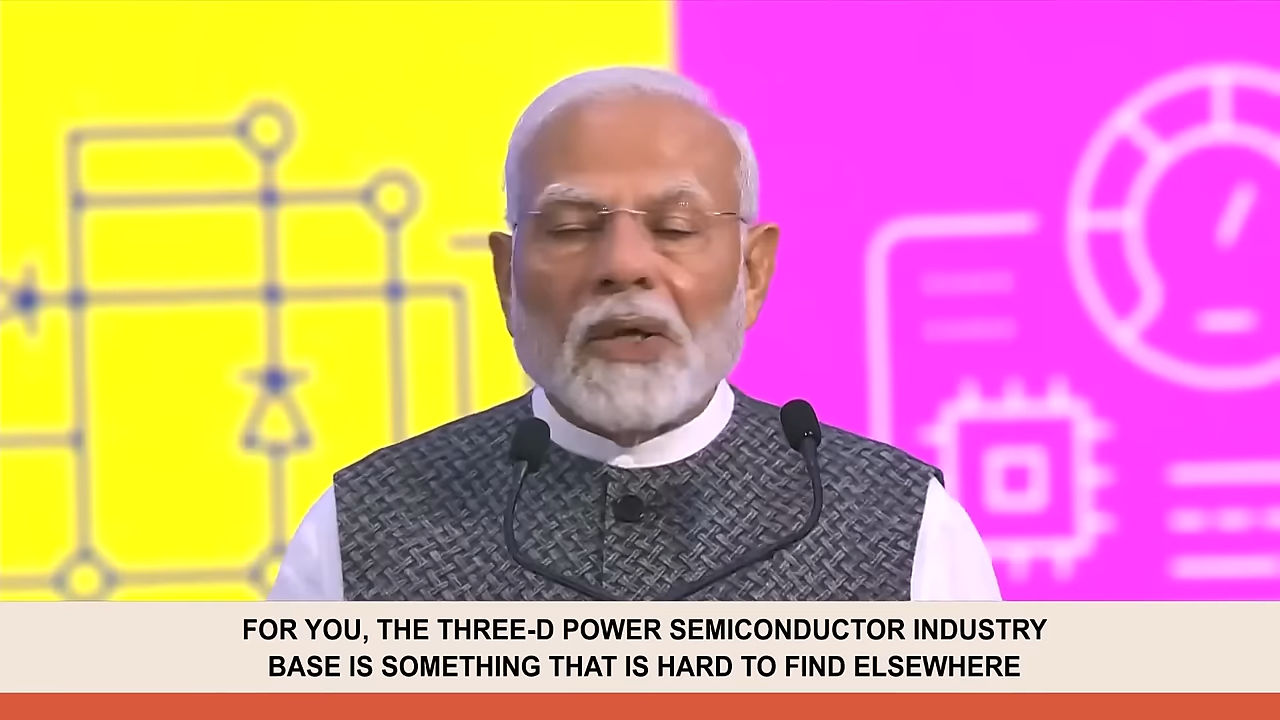 FOR YOU, THE THREE-D POWER SEMICONDUCTOR INDUSTRY
BASE IS SOMETHING THAT IS HARD TO FIND ELSEWHERE